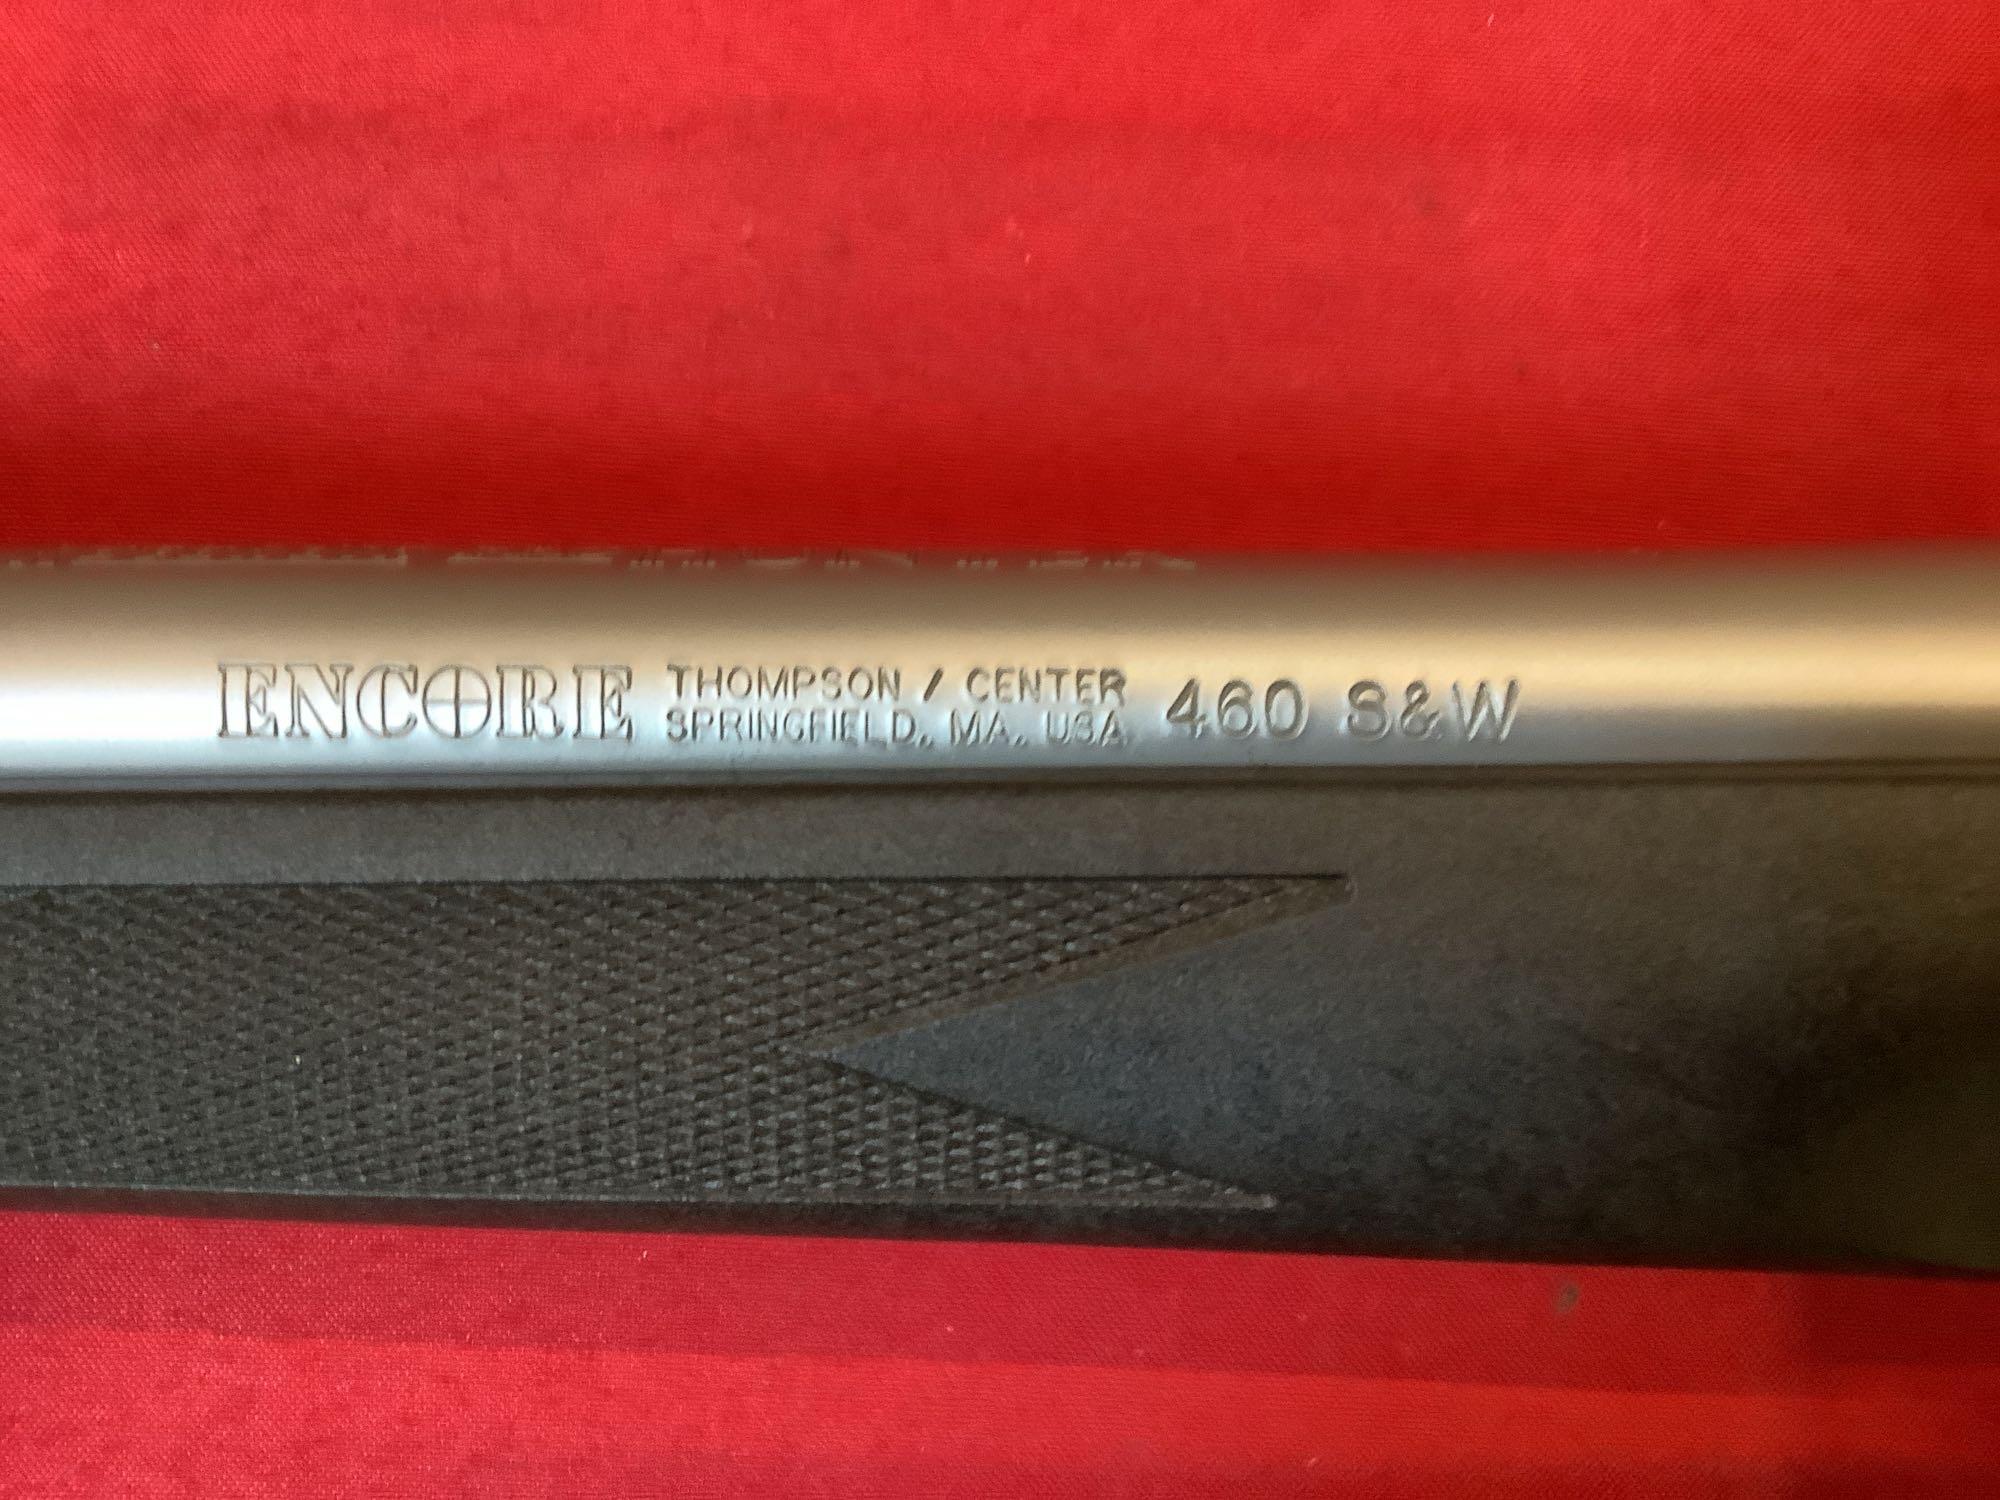 ENCORE THOMPSON / CENTER 460 S&W
SPRINGFIELD, MA. USA